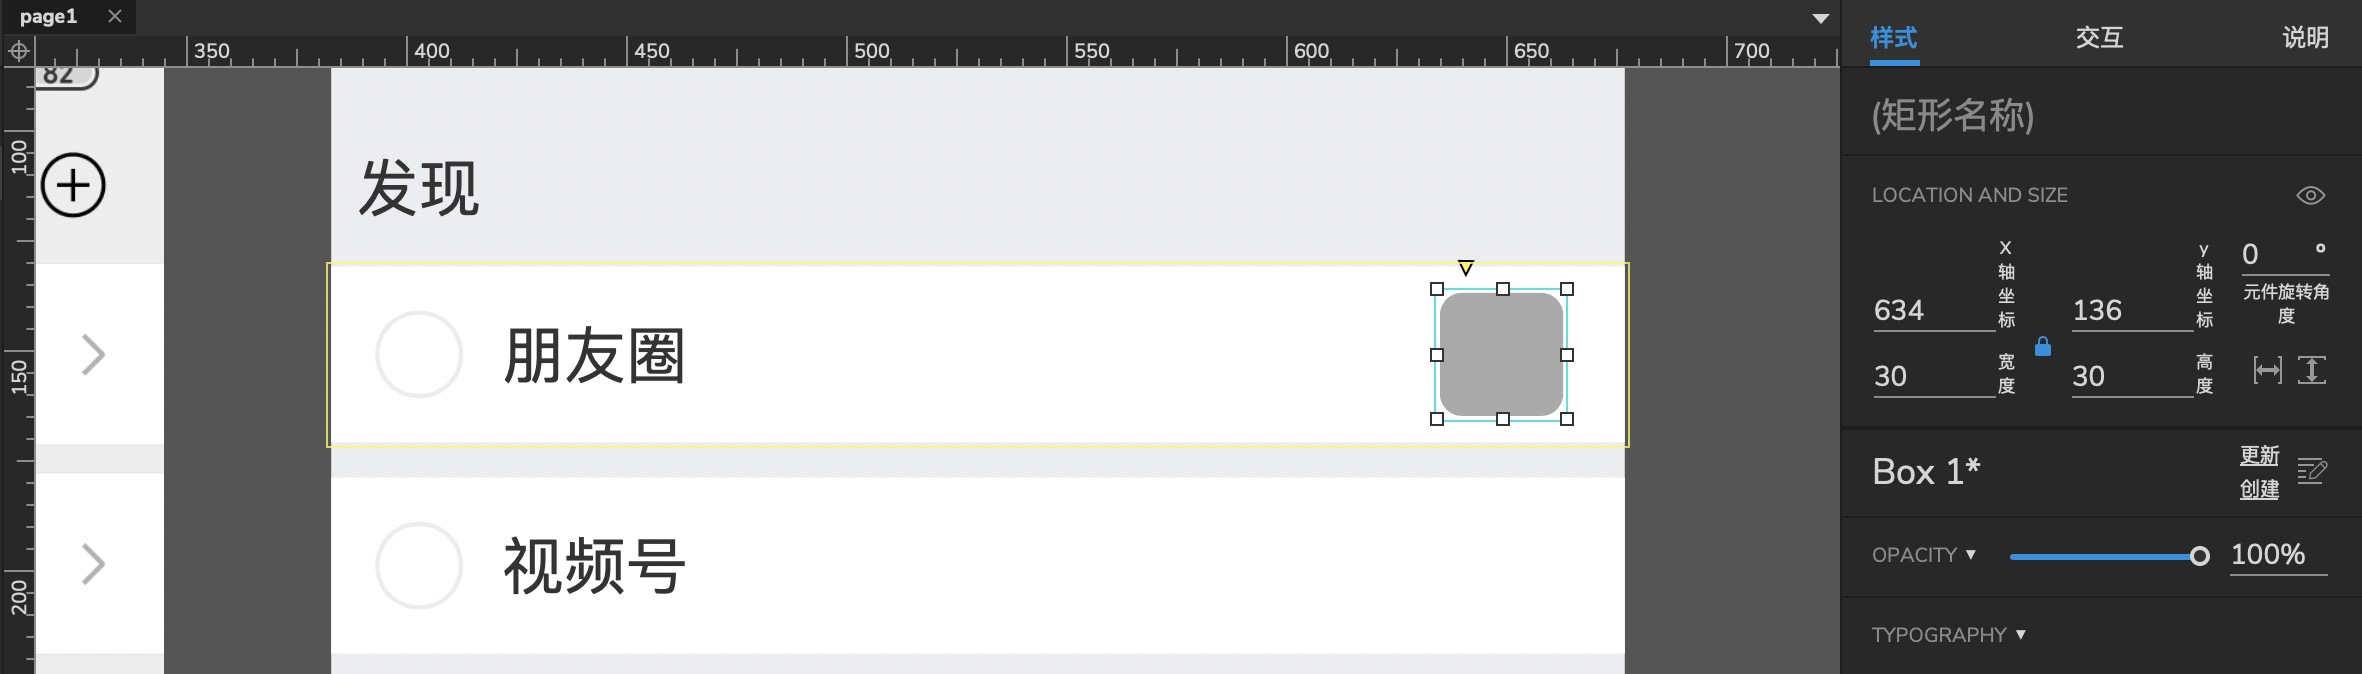 page1
350 400 450 500 550 600 650 700
样式 交互 说明
82
(矩形名称)
100
发现
LOCATION AND SIZE
634 X轴坐标 136 y轴坐标 0 °
元件旋转角度
朋友圈
150
30 宽度 30 高度
Box 1* 更新
创建
视频号
OPACITY 100%
200
TYPOGRAPHY